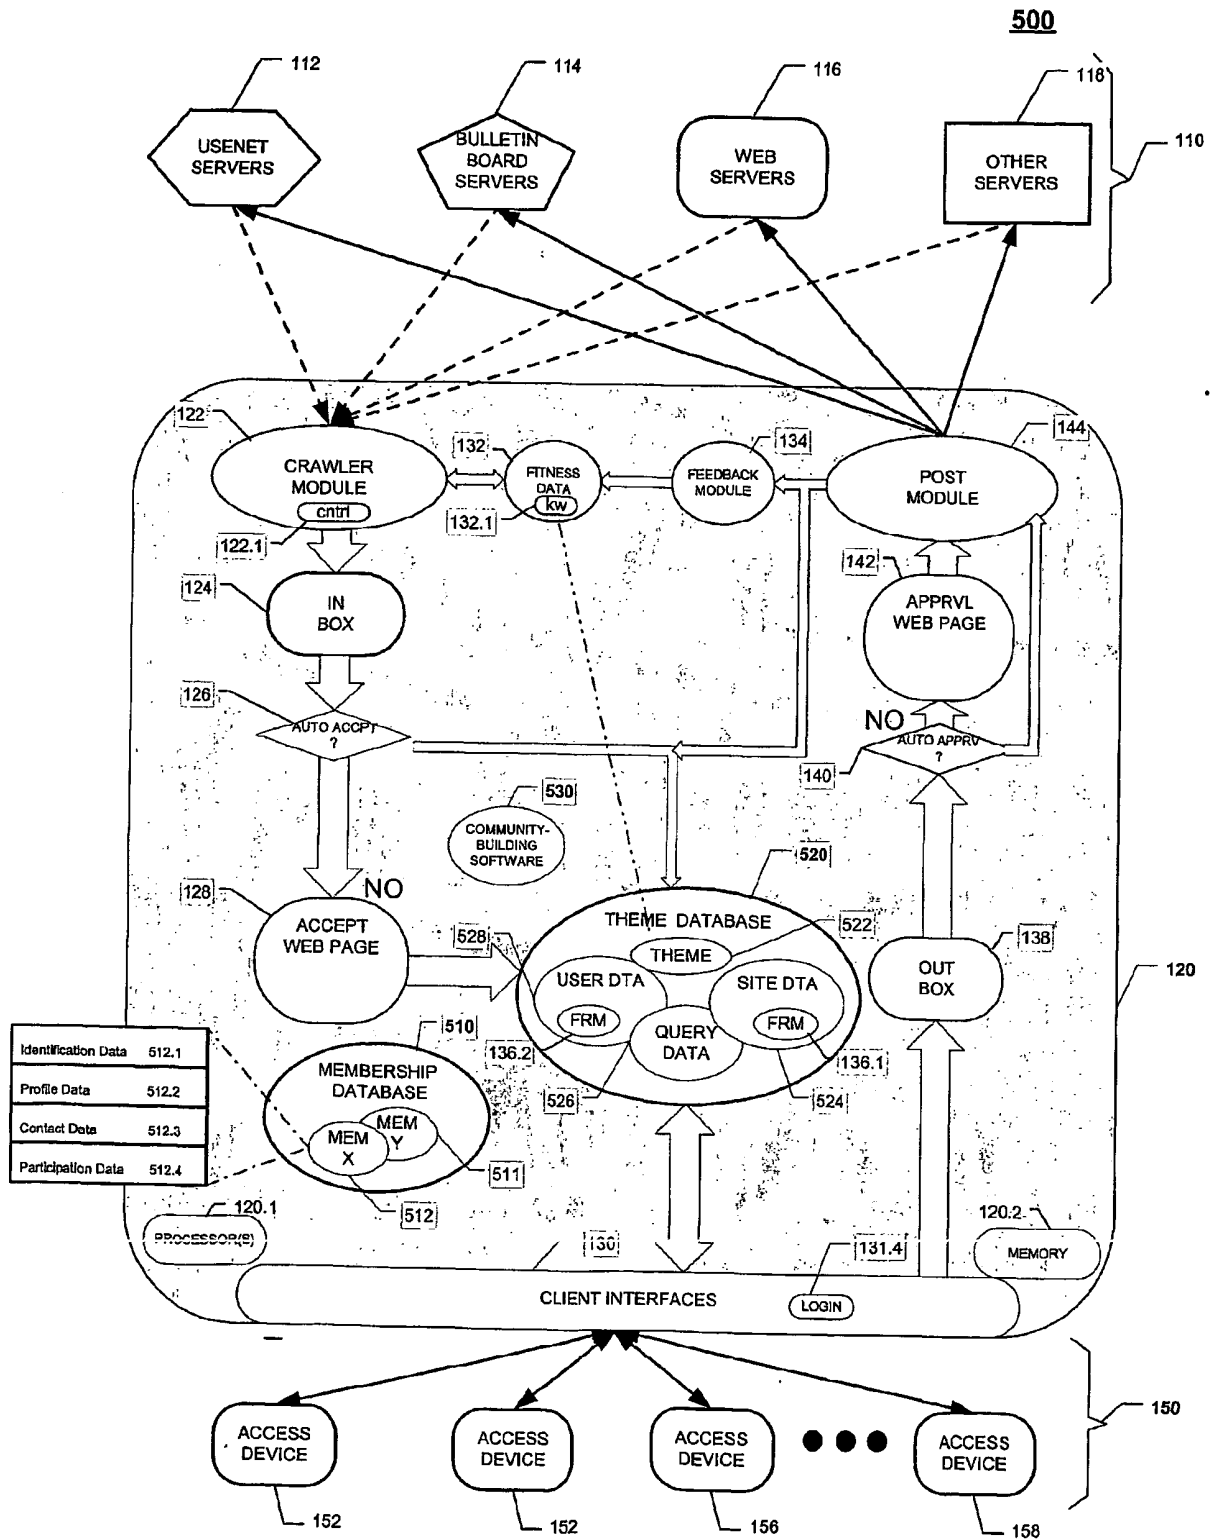 500
112
114
116
118
USENET
SERVERS
BULLETIN
BOARD
SERVERS
WEB
SERVERS
OTHER
SERVERS
110
122
CRAWLER
MODULE
cntrl
122.1
132
FITNESS
DATA
kw
132.1
134
FEEDBACK
MODULE
144
POST
MODULE
124
IN
BOX
142
APPRVL
WEB PAGE
126
AUTO ACCPT
?
NO
AUTO APPRV
?
140
530
COMMUNITY-
BUILDING
SOFTWARE
520
128
NO
ACCEPT
WEB PAGE
THEME DATABASE
522
528
THEME
USER DTA
SITE DTA
FRM
QUERY
DATA
FRM
136.2
136.1
526
524
138
OUT
BOX
120
Identification Data 512.1
Profile Data 512.2
Contact Data 512.3
Participation Data 512.4
510
MEMBERSHIP
DATABASE
MEM
X
MEM
Y
511
512
120.1
PROCESSOR(S)
130
131.4
120.2
MEMORY
CLIENT INTERFACES
LOGIN
150
ACCESS
DEVICE
ACCESS
DEVICE
ACCESS
DEVICE
ACCESS
DEVICE
152
152
156
158